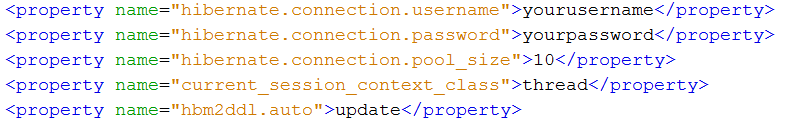 <property name="hibernate.connection.username">yourusername</property>
<property name="hibernate.connection.password">yourpassword</property>
<property name="hibernate.connection.pool_size">10</property>
<property name="current_session_context_class">thread</property>
<property name="hbm2ddl.auto">update</property>